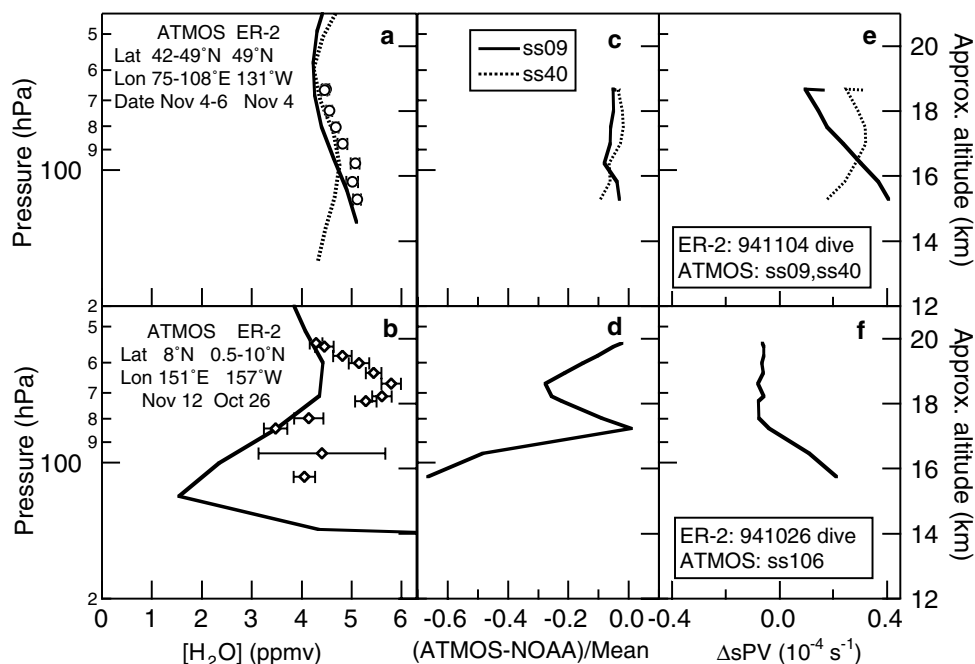 5
6
7
8
9
100
2
Pressure (hPa)
ATMOS ER-2
Lat 42-49°N 49°N
Lon 75-108°E 131°W
Date Nov 4-6 Nov 4
a
ss09
ss40
c
e
ER-2: 941104 dive
ATMOS: ss09,ss40
20
18
16
14
12
Approx. altitude (km)
5
6
7
8
9
100
2
Pressure (hPa)
ATMOS ER-2
Lat 8°N 0.5-10°N
Lon 151°E 157°W
Nov 12 Oct 26
b
d
f
ER-2: 941026 dive
ATMOS: ss106
20
18
16
14
12
Approx. altitude (km)
0 1 2 3 4 5 6
-0.6 -0.4 -0.2 0.0
-0.4 0.0 0.4
[H₂O] (ppmv)
(ATMOS-NOAA)/Mean
ΔsPV (10⁻⁴ s⁻¹)